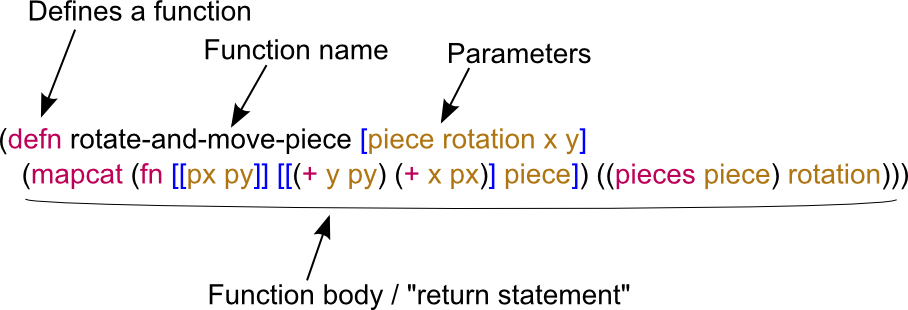 Defines a function
Function name
Parameters
(defn rotate-and-move-piece [piece rotation x y]
(mapcat (fn [[px py]] [[(+ y py) (+ x px)] piece]) ((pieces piece) rotation)))
Function body / "return statement"